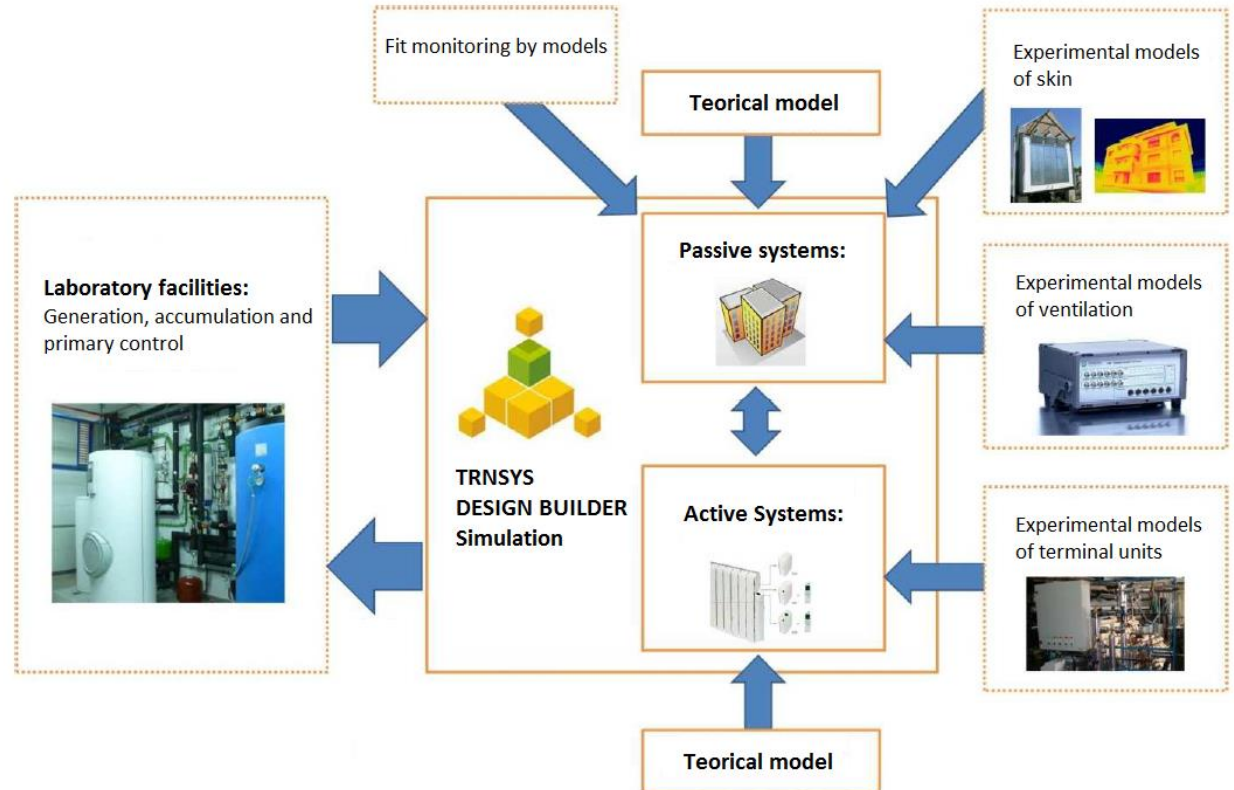 Fit monitoring by models
Teorical model
Experimental models
of skin
Laboratory facilities:
Generation, accumulation and
primary control
Passive systems:
Experimental models
of ventilation
TRNSYS
DESIGN BUILDER
Simulation
Active Systems:
Experimental models
of terminal units
Teorical model